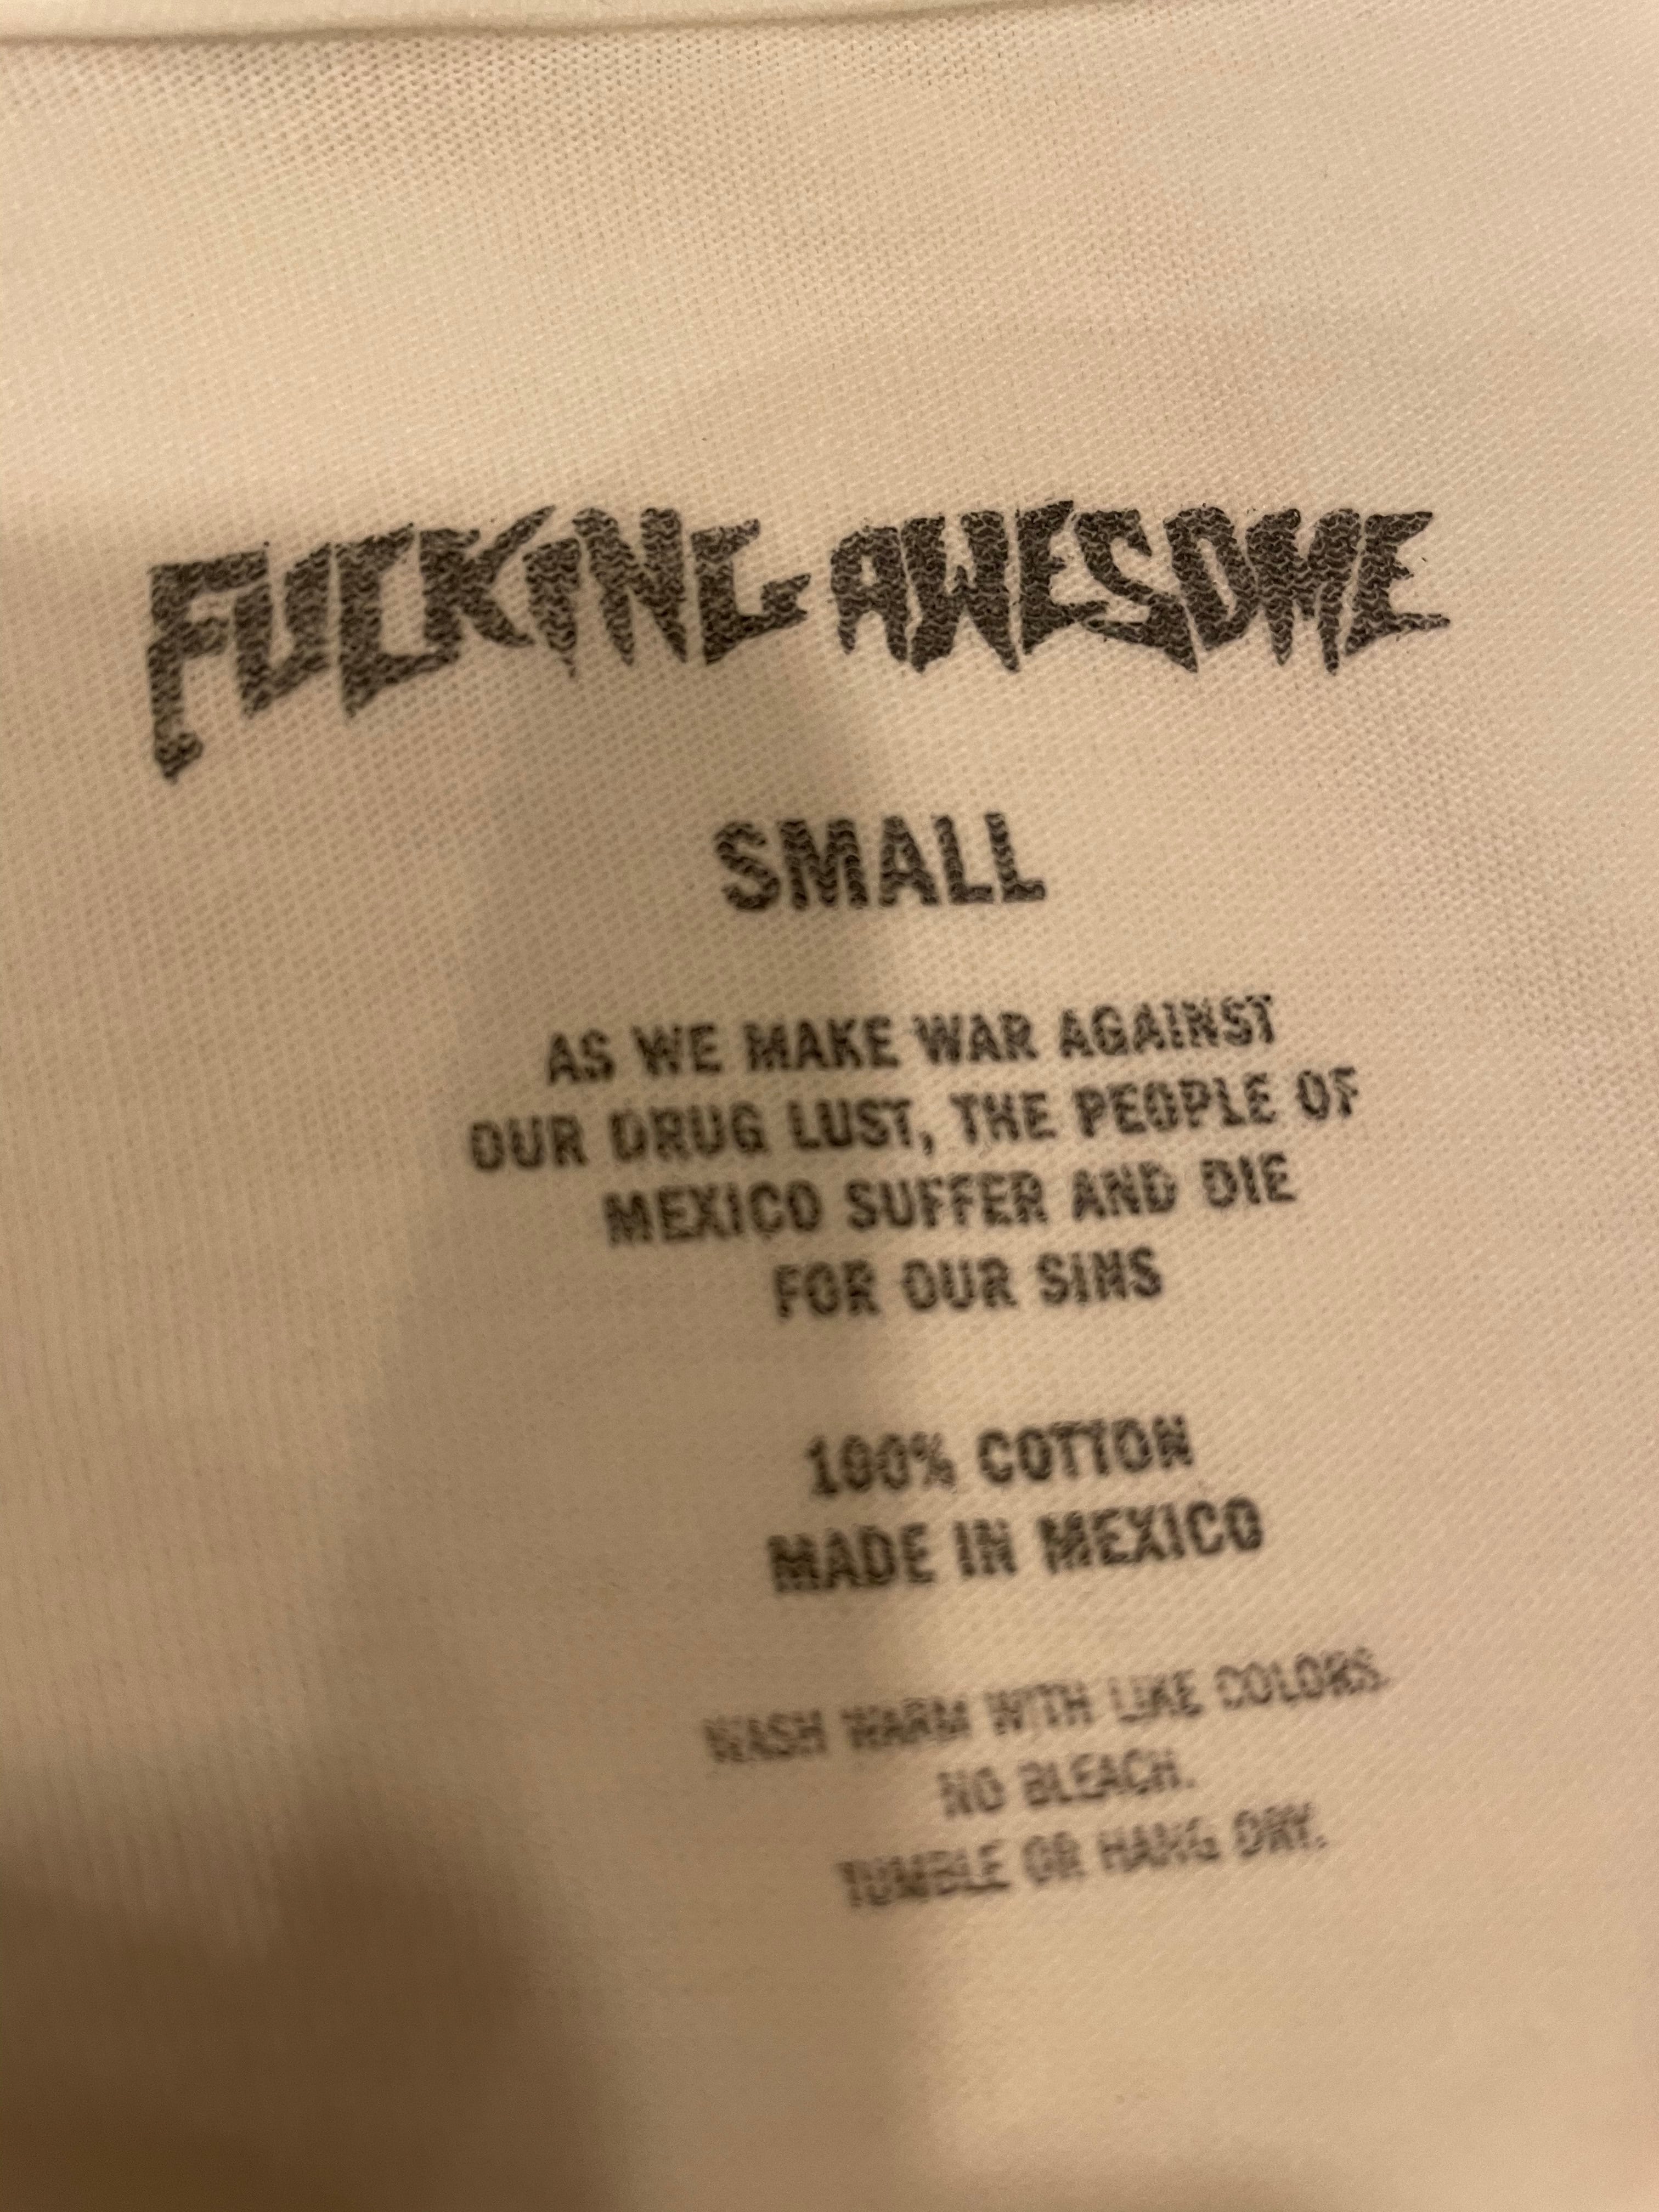 FUCKING AWESOME
SMALL
AS WE MAKE WAR AGAINST
OUR DRUG LUST, THE PEOPLE OF
MEXICO SUFFER AND DIE
FOR OUR SINS
100% COTTON
MADE IN MEXICO
WASH WARM WITH LIKE COLORS.
NO BLEACH.
TUMBLE OR HANG DRY.